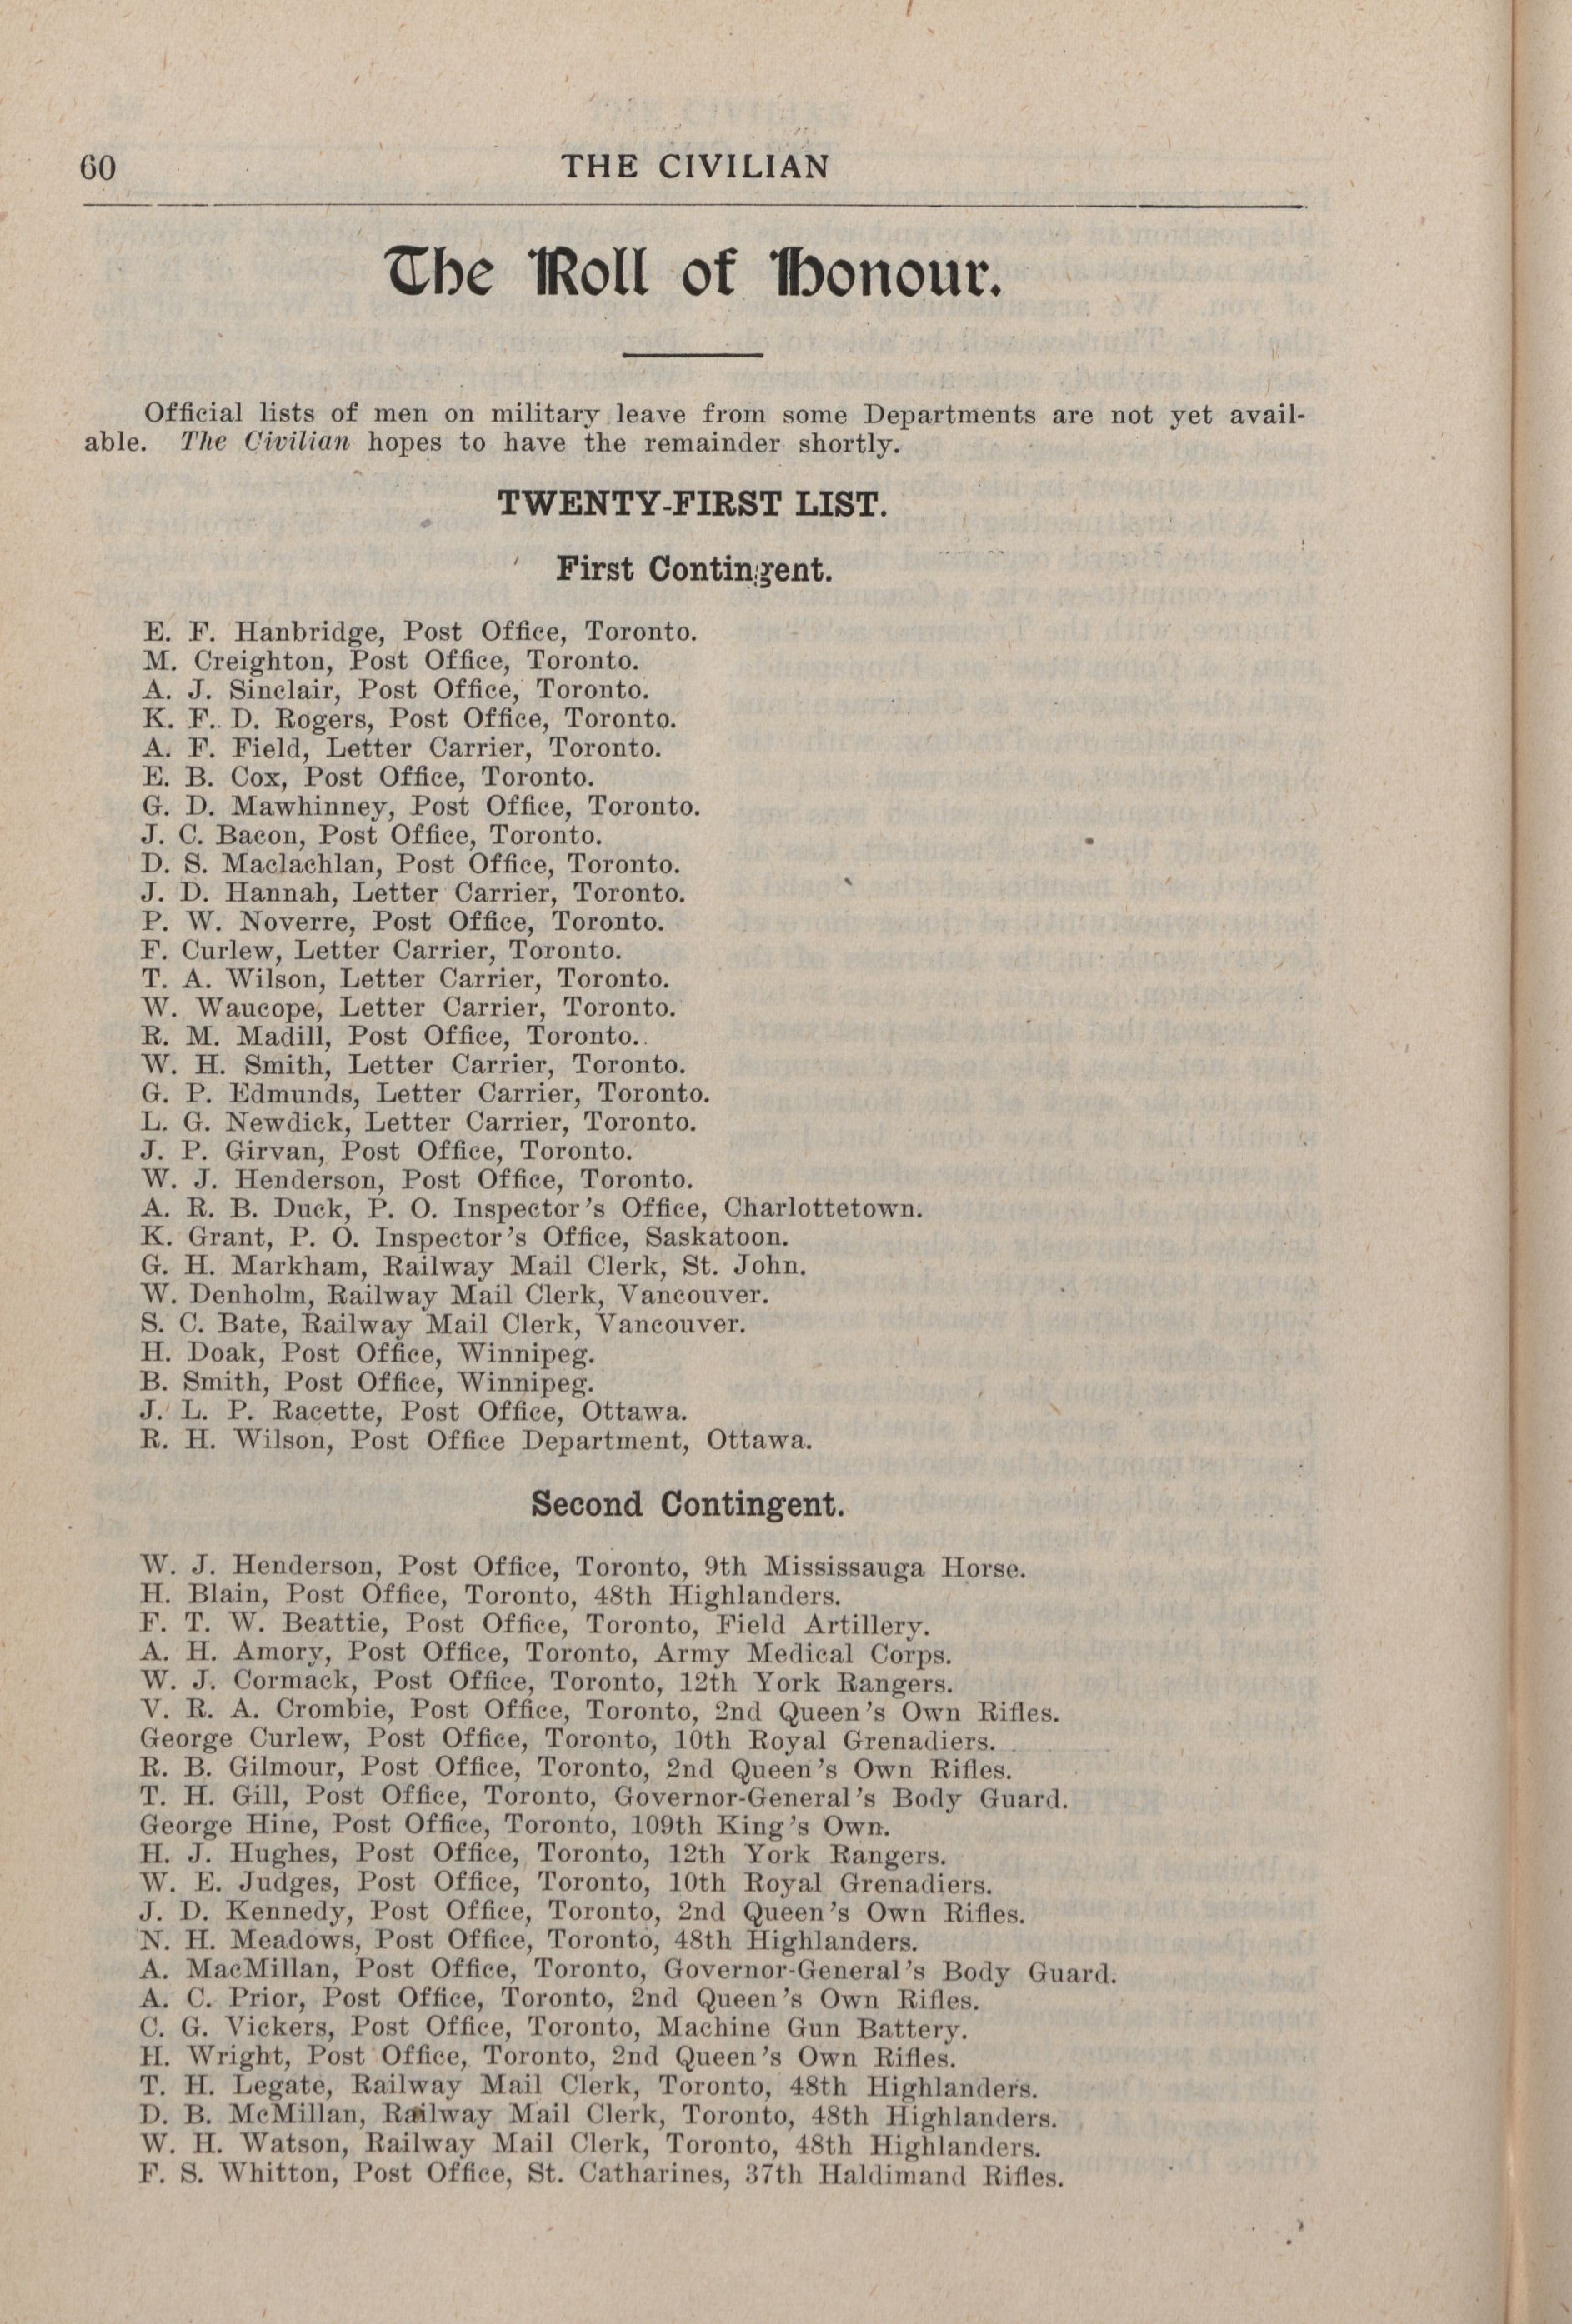 60
THE CIVILIAN
The Roll of Honour.
Official lists of men on military leave from some Departments are not yet avail-
able. The Civilian hopes to have the remainder shortly.
TWENTY-FIRST LIST.
First Contingent.
E. F. Hanbridge, Post Office, Toronto.
M. Creighton, Post Office, Toronto.
A. J. Sinclair, Post Office, Toronto.
K. F. D. Rogers, Post Office, Toronto.
A. F. Field, Letter Carrier, Toronto.
E. B. Cox, Post Office, Toronto.
G. D. Mawhinney, Post Office, Toronto.
J. C. Bacon, Post Office, Toronto.
D. S. Maclachlan, Post Office, Toronto.
J. D. Hannah, Letter Carrier, Toronto.
P. W. Noverre, Post Office, Toronto.
F. Curlew, Letter Carrier, Toronto.
T. A. Wilson, Letter Carrier, Toronto.
W. Waucope, Letter Carrier, Toronto.
R. M. Madill, Post Office, Toronto.
W. H. Smith, Letter Carrier, Toronto.
G. P. Edmunds, Letter Carrier, Toronto.
L. G. Newdick, Letter Carrier, Toronto.
J. P. Girvan, Post Office, Toronto.
W. J. Henderson, Post Office, Toronto.
A. R. B. Duck, P. O. Inspector's Office, Charlottetown.
K. Grant, P. O. Inspector's Office, Saskatoon.
G. H. Markham, Railway Mail Clerk, St. John.
W. Denholm, Railway Mail Clerk, Vancouver.
S. C. Bate, Railway Mail Clerk, Vancouver.
H. Doak, Post Office, Winnipeg.
B. Smith, Post Office, Winnipeg.
J. L. P. Racette, Post Office, Ottawa.
R. H. Wilson, Post Office Department, Ottawa.
Second Contingent.
W. J. Henderson, Post Office, Toronto, 9th Mississauga Horse.
H. Blain, Post Office, Toronto, 48th Highlanders.
F. T. W. Beattie, Post Office, Toronto, Field Artillery.
A. H. Amory, Post Office, Toronto, Army Medical Corps.
W. J. Cormack, Post Office, Toronto, 12th York Rangers.
V. R. A. Crombie, Post Office, Toronto, 2nd Queen's Own Rifles.
George Curlew, Post Office, Toronto, 10th Royal Grenadiers.
R. B. Gilmour, Post Office, Toronto, 2nd Queen's Own Rifles.
T. H. Gill, Post Office, Toronto, Governor-General's Body Guard.
George Hine, Post Office, Toronto, 109th King's Own.
H. J. Hughes, Post Office, Toronto, 12th York Rangers.
W. E. Judges, Post Office, Toronto, 10th Royal Grenadiers.
J. D. Kennedy, Post Office, Toronto, 2nd Queen's Own Rifles.
N. H. Meadows, Post Office, Toronto, 48th Highlanders.
A. MacMillan, Post Office, Toronto, Governor-General's Body Guard.
A. C. Prior, Post Office, Toronto, 2nd Queen's Own Rifles.
C. G. Vickers, Post Office, Toronto, Machine Gun Battery.
H. Wright, Post Office, Toronto, 2nd Queen's Own Rifles.
T. H. Legate, Railway Mail Clerk, Toronto, 48th Highlanders.
D. B. McMillan, Railway Mail Clerk, Toronto, 48th Highlanders.
W. H. Watson, Railway Mail Clerk, Toronto, 48th Highlanders.
F. S. Whitton, Post Office, St. Catharines, 37th Haldimand Rifles.